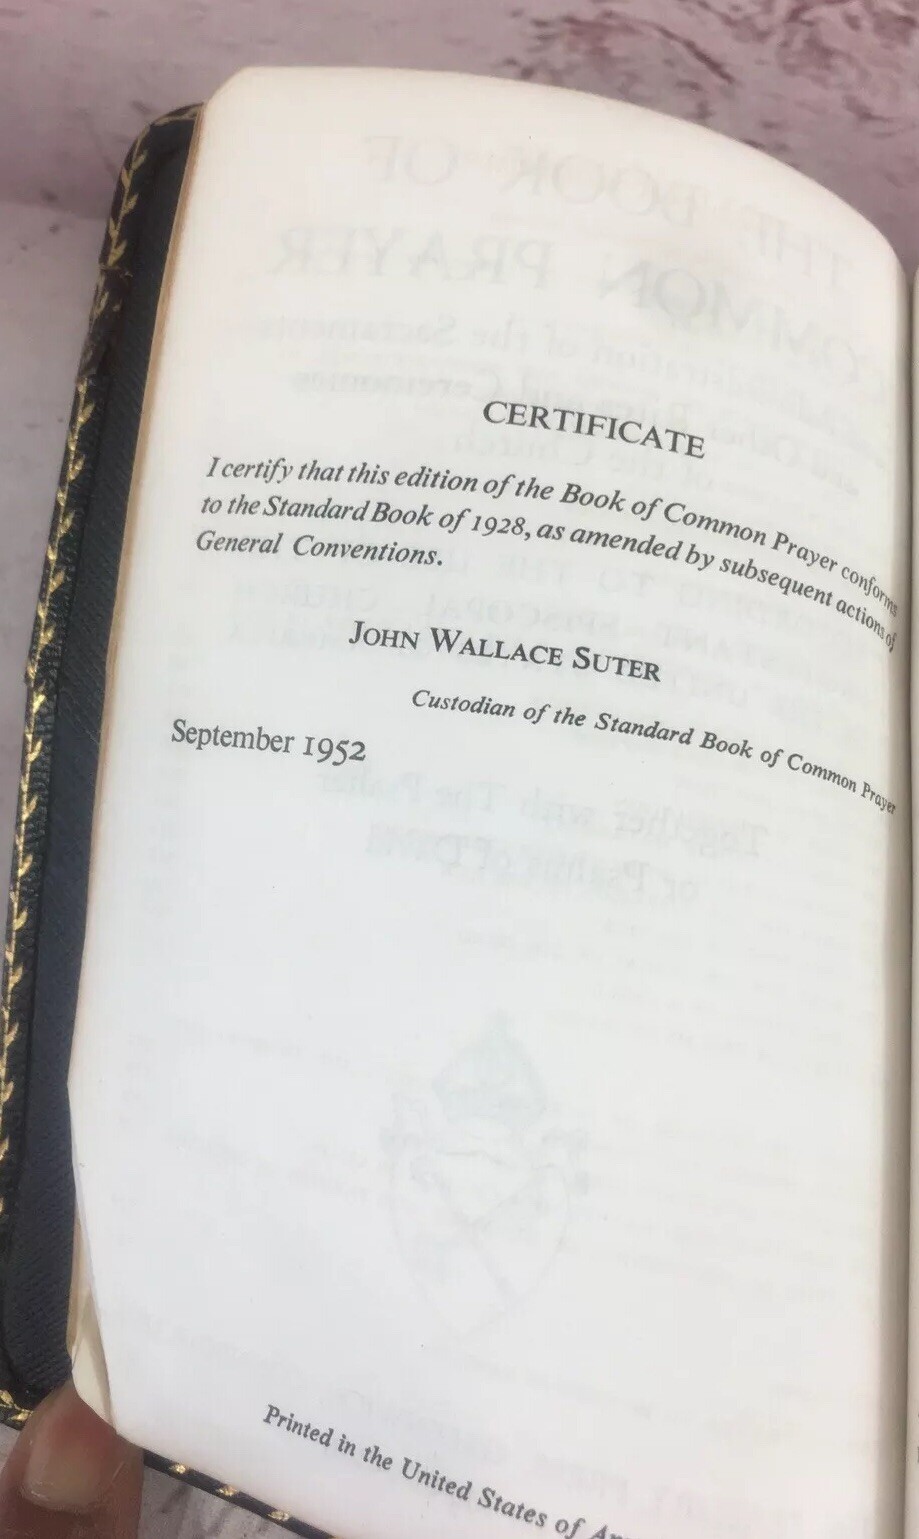 CERTIFICATE
I certify that this edition of the Book of Common Prayer conforms
to the Standard Book of 1928, as amended by subsequent actions of
General Conventions.
JOHN WALLACE SUTER
Custodian of the Standard Book of Common Prayer
September 1952
Printed in the United States of